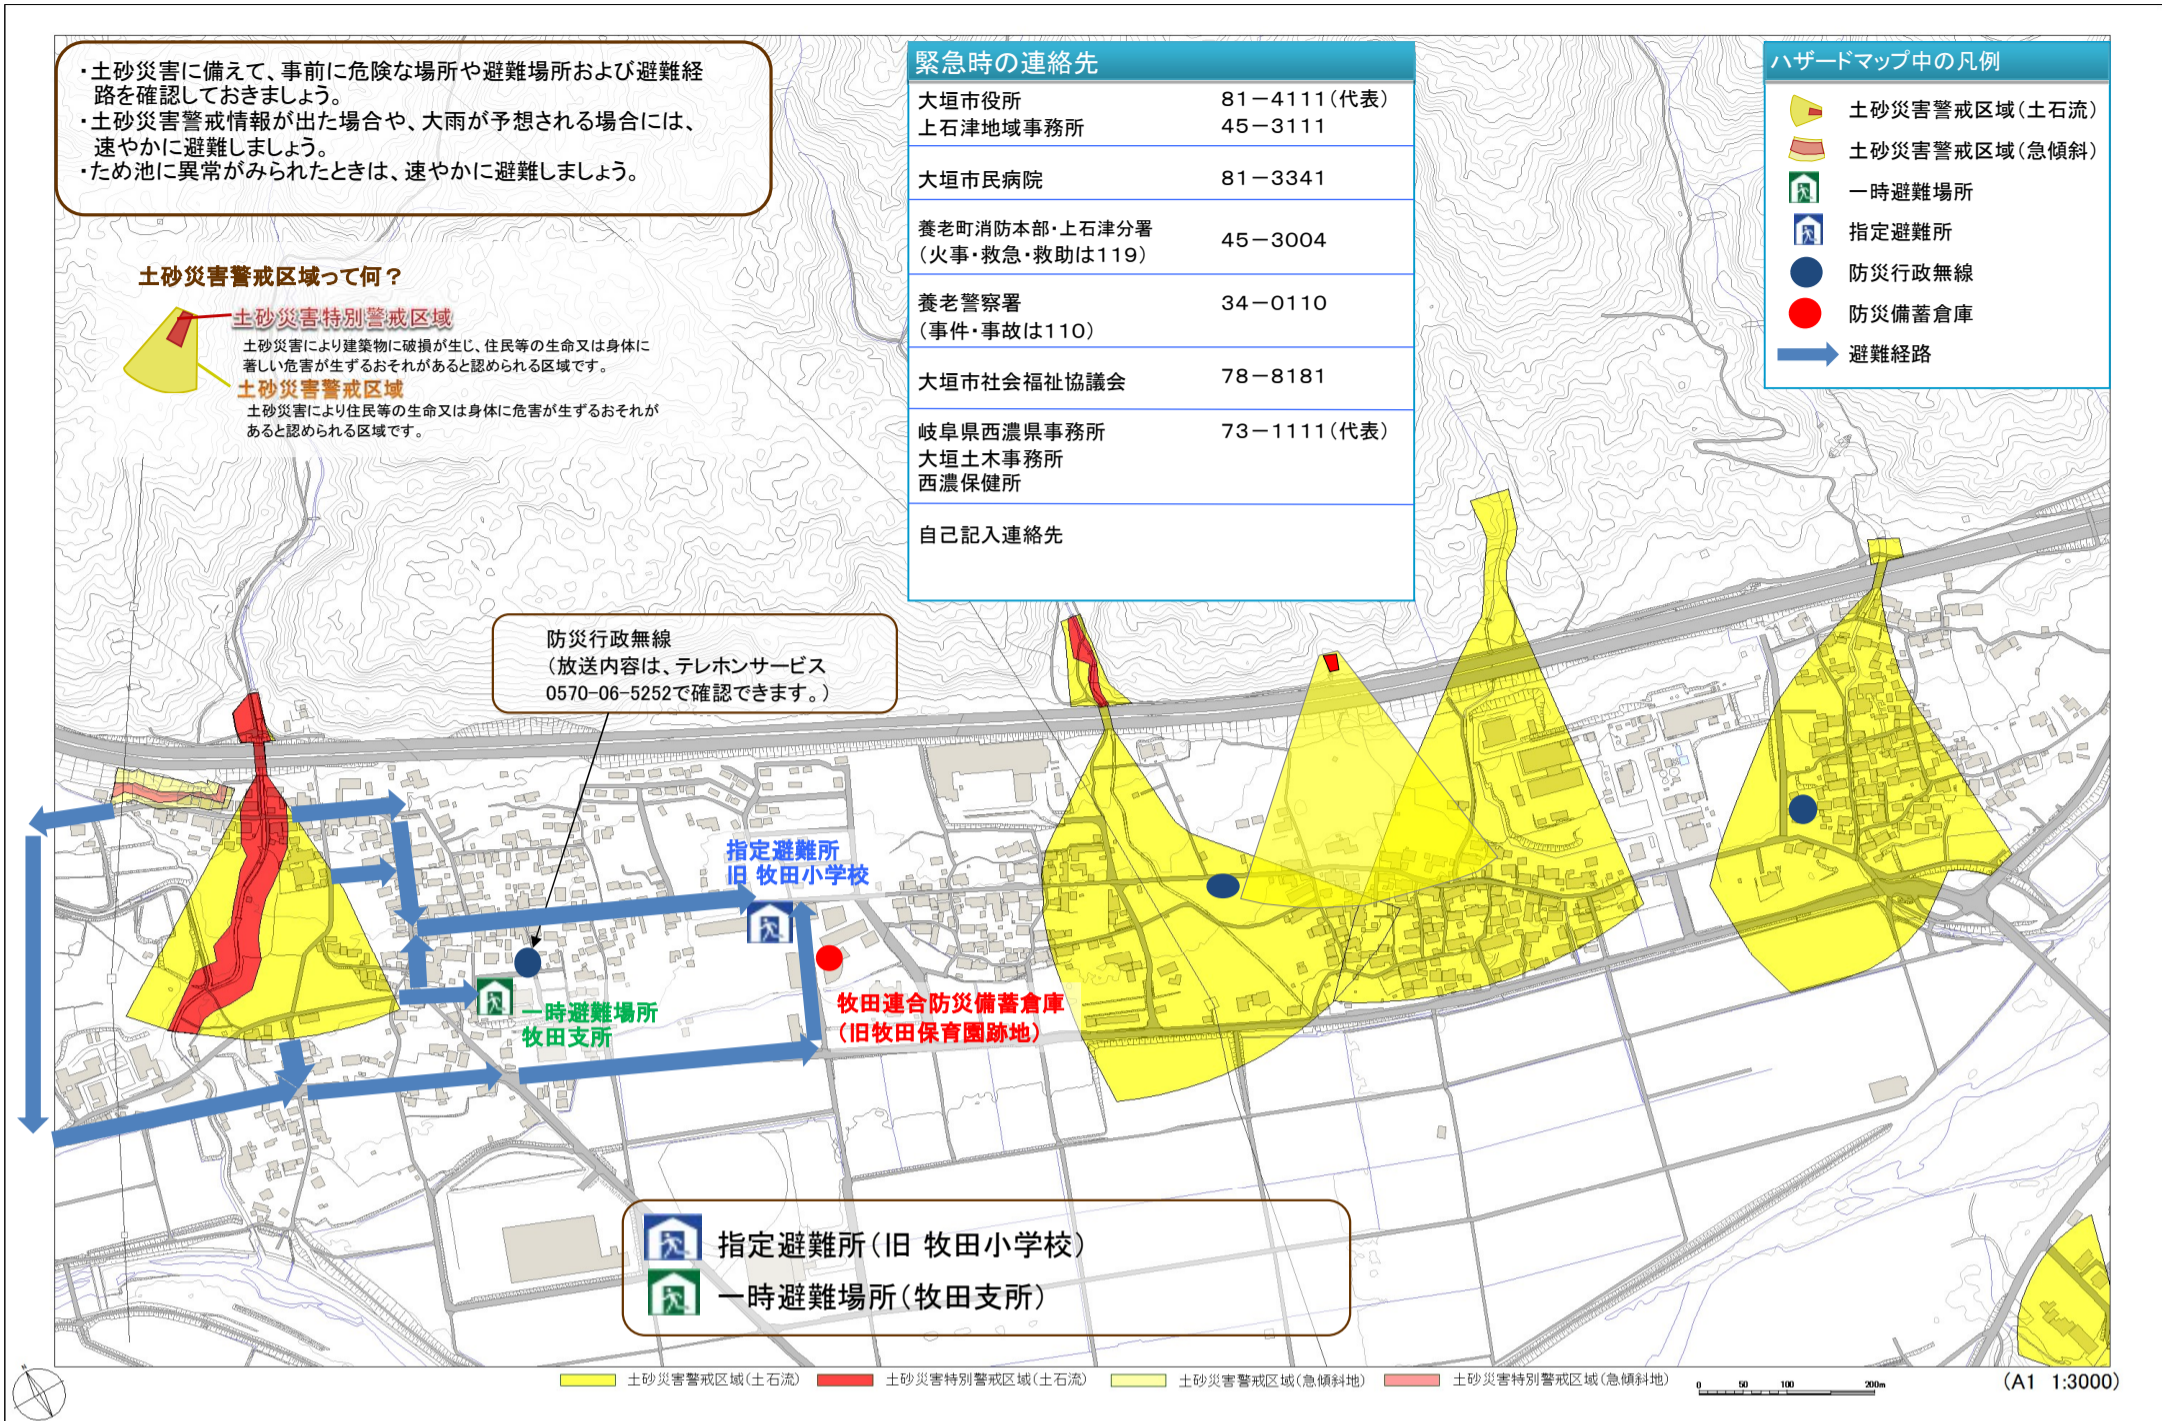 ・土砂災害に備えて、事前に危険な場所や避難場所および避難経
路を確認しておきましょう。
・土砂災害警戒情報が出た場合や、大雨が予想される場合には、
速やかに避難しましょう。
・ため池に異常がみられたときは、速やかに避難しましょう。
土砂災害警戒区域って何？
土砂災害特別警戒区域
土砂災害により建築物に破損が生じ、住民等の生命又は身体に
著しい危害が生ずるおそれがあると認められる区域です。
土砂災害警戒区域
土砂災害により住民等の生命又は身体に危害が生ずるおそれが
あると認められる区域です。
緊急時の連絡先
大垣市役所 81－4111（代表）
上石津地域事務所 45－3111
大垣市民病院 81－3341
養老町消防本部・上石津分署
（火事・救急・救助は119） 45－3004
養老警察署 34－0110
（事件・事故は110）
大垣市社会福祉協議会 78－8181
岐阜県西濃県事務所 73－1111（代表）
大垣土木事務所
西濃保健所
自己記入連絡先
ハザードマップ中の凡例
土砂災害警戒区域（土石流）
土砂災害警戒区域（急傾斜）
一時避難場所
指定避難所
防災行政無線
防災備蓄倉庫
避難経路
防災行政無線
（放送内容は、テレホンサービス
0570-06-5252で確認できます。）
指定避難所
旧 牧田小学校
一時避難場所
牧田支所
牧田連合防災備蓄倉庫
（旧牧田保育園跡地）
指定避難所（旧 牧田小学校）
一時避難場所（牧田支所）
N
土砂災害警戒区域（土石流） 土砂災害特別警戒区域（土石流） 土砂災害警戒区域（急傾斜地） 土砂災害特別警戒区域（急傾斜地）
0 50 100 200m
（A1 1:3000）